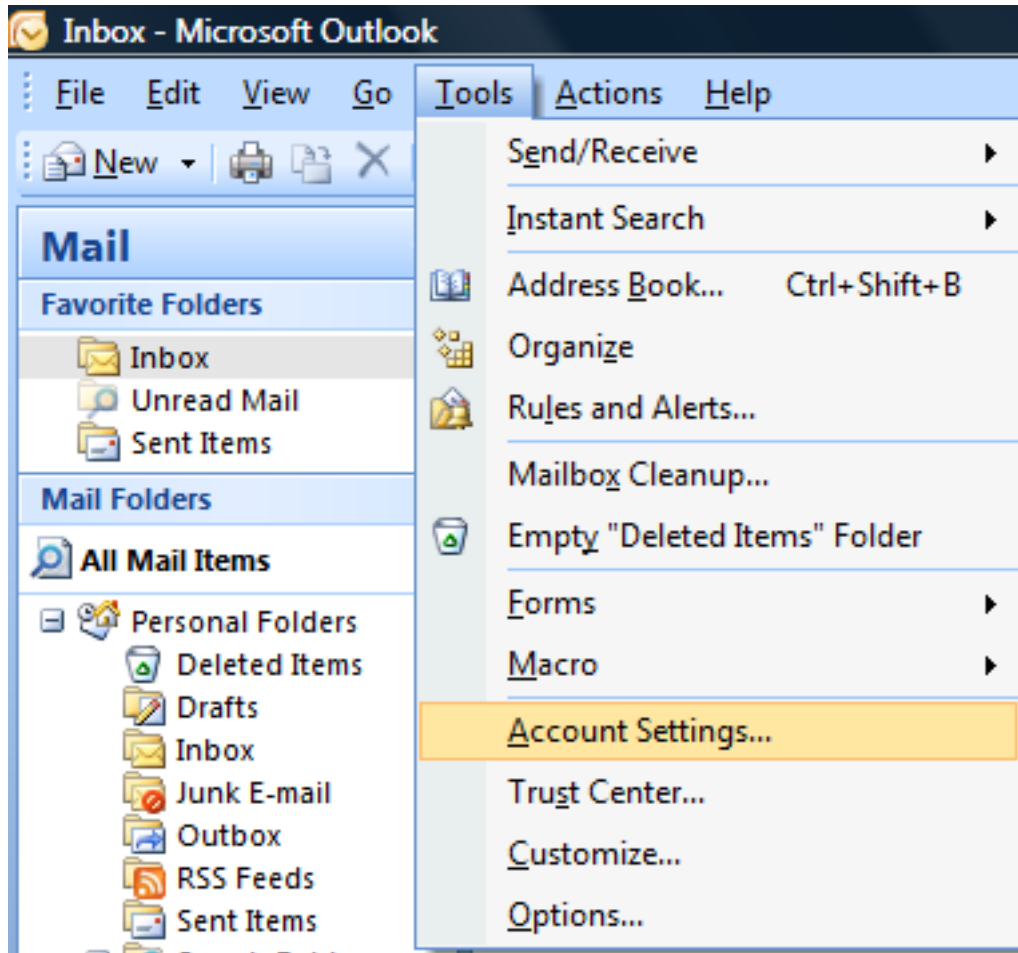 Inbox - Microsoft Outlook
File Edit View Go Tools Actions Help
New
Mail
Favorite Folders
Inbox
Unread Mail
Sent Items
Mail Folders
All Mail Items
Personal Folders
Deleted Items
Drafts
Inbox
Junk E-mail
Outbox
RSS Feeds
Sent Items
Send/Receive
Instant Search
Address Book... Ctrl+Shift+B
Organize
Rules and Alerts...
Mailbox Cleanup...
Empty "Deleted Items" Folder
Forms
Macro
Account Settings...
Trust Center...
Customize...
Options...